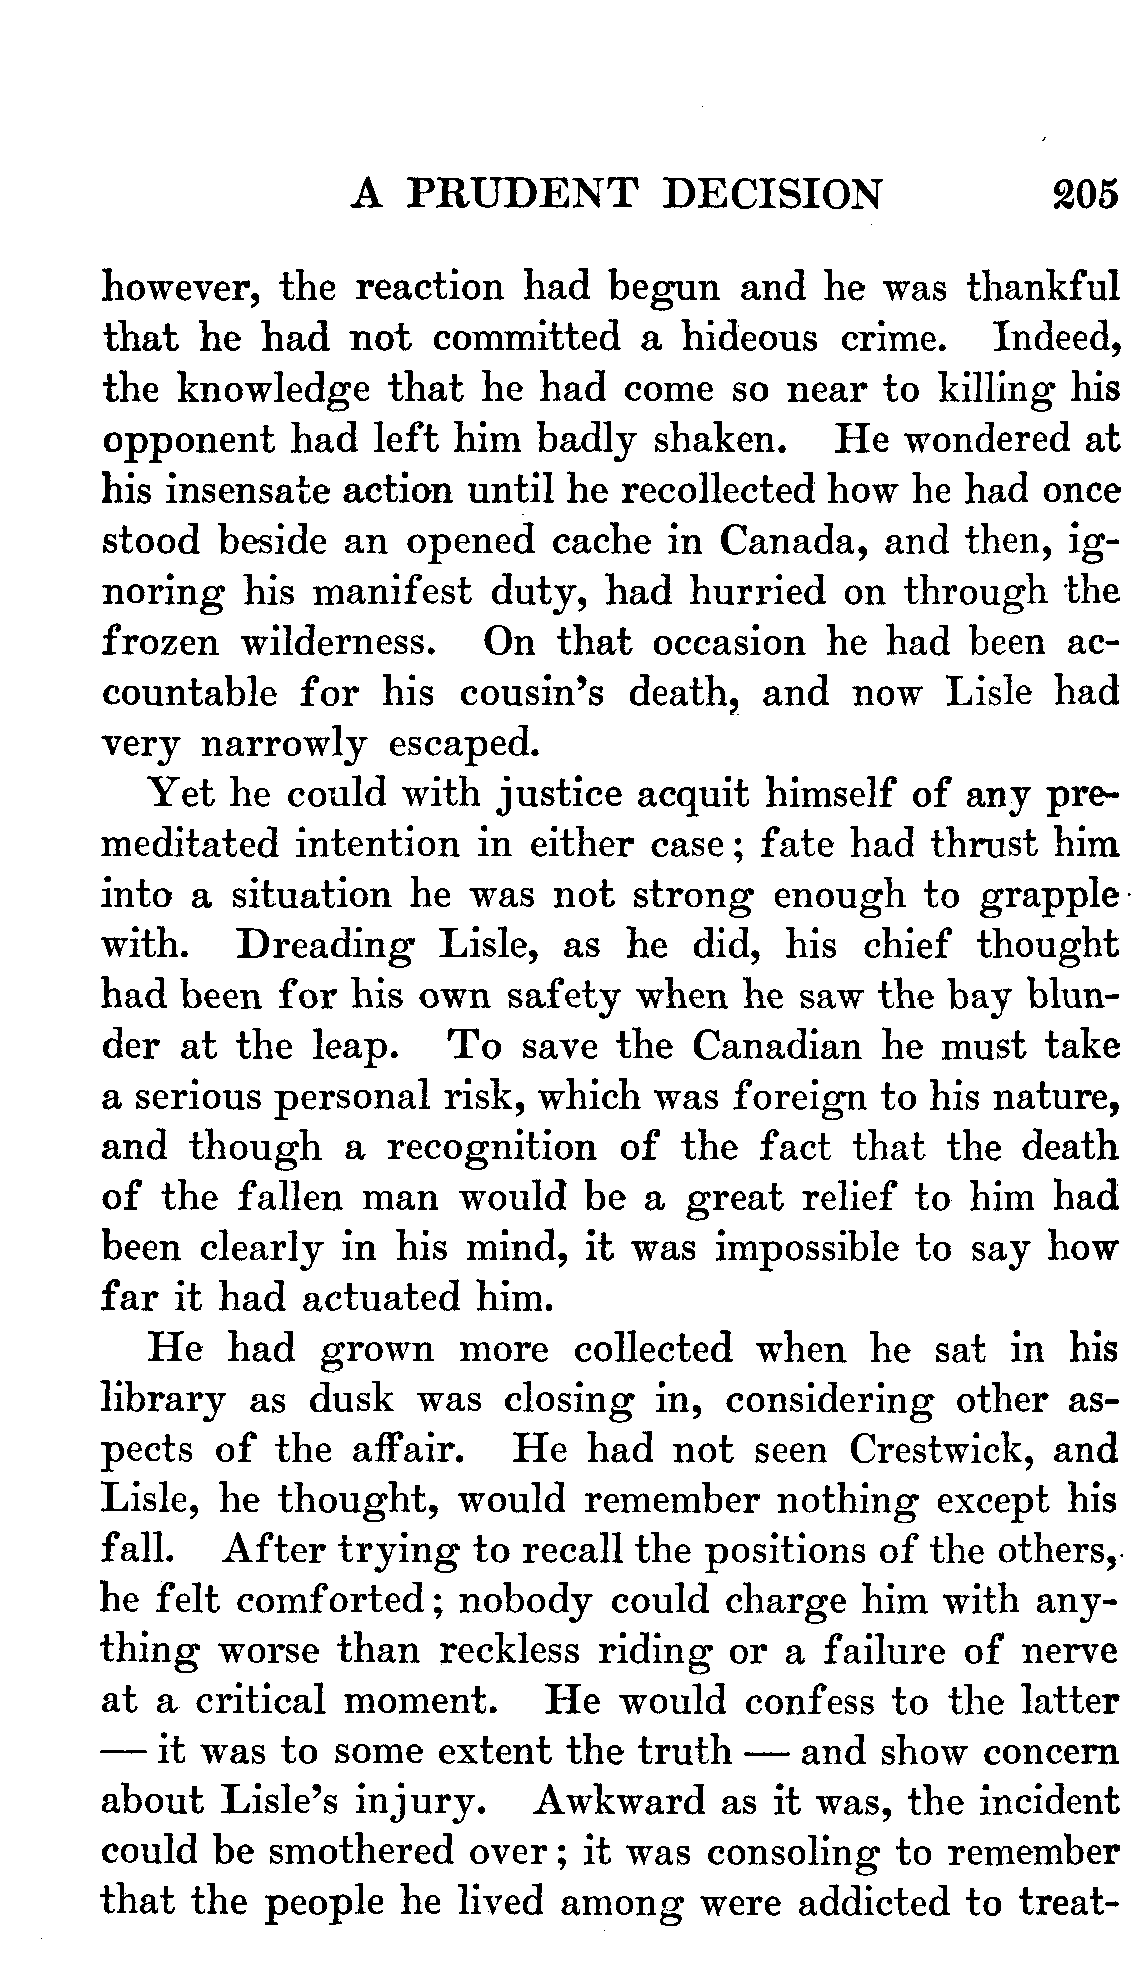 A PRUDENT DECISION 205
however, the reaction had begun and he was thankful
that he had not committed a hideous crime. Indeed,
the knowledge that he had come so near to killing his
opponent had left him badly shaken. He wondered at
his insensate action until he recollected how he had once
stood beside an opened cache in Canada, and then, ig-
noring his manifest duty, had hurried on through the
frozen wilderness. On that occasion he had been ac-
countable for his cousin's death, and now Lisle had
very narrowly escaped.
Yet he could with justice acquit himself of any pre-
meditated intention in either case; fate had thrust him
into a situation he was not strong enough to grapple
with. Dreading Lisle, as he did, his chief thought
had been for his own safety when he saw the bay blun-
der at the leap. To save the Canadian he must take
a serious personal risk, which was foreign to his nature,
and though a recognition of the fact that the death
of the fallen man would be a great relief to him had
been clearly in his mind, it was impossible to say how
far it had actuated him.
He had grown more collected when he sat in his
library as dusk was closing in, considering other as-
pects of the affair. He had not seen Crestwick, and
Lisle, he thought, would remember nothing except his
fall. After trying to recall the positions of the others,
he felt comforted; nobody could charge him with any-
thing worse than reckless riding or a failure of nerve
at a critical moment. He would confess to the latter
— it was to some extent the truth — and show concern
about Lisle's injury. Awkward as it was, the incident
could be smothered over; it was consoling to remember
that the people he lived among were addicted to treat-